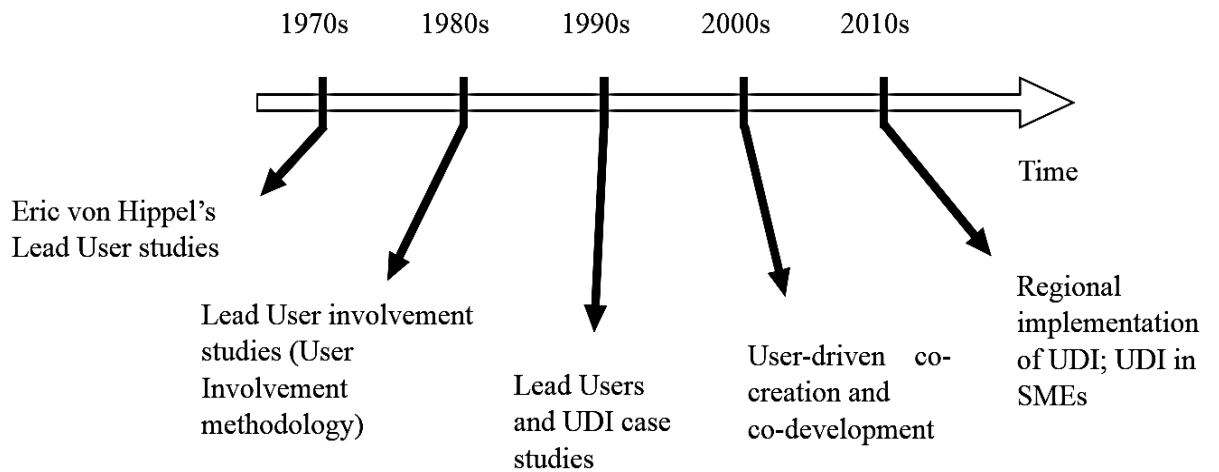 1970s 1980s 1990s 2000s 2010s
Time
Eric von Hippel's
Lead User studies
Lead User involvement
studies (User
Involvement
methodology)
Lead Users
and UDI case
studies
User-driven co-
creation and
co-development
Regional
implementation
of UDI; UDI in
SMEs